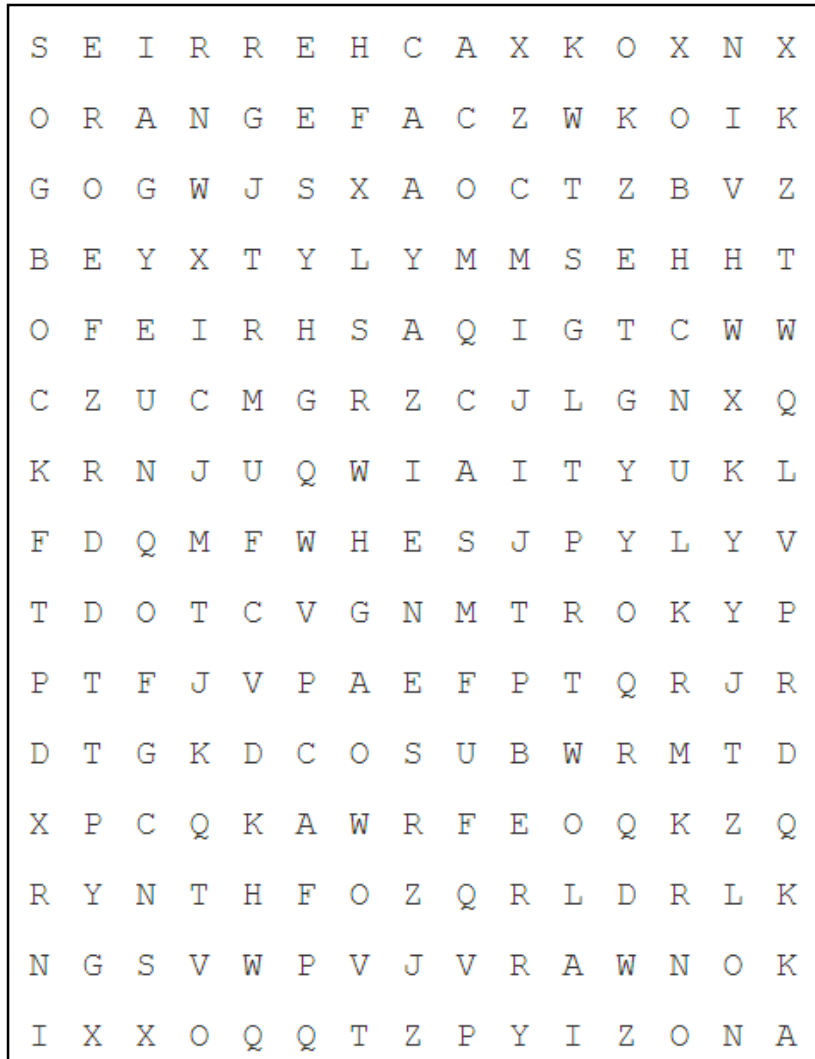 S E I R R E H C A X K O X N X
O R A N G E F A C Z W K O I K
G O G W J S X A O C T Z B V Z
B E Y X T Y L Y M M S E H H T
O F E I R H S A Q I G T C W W
C Z U C M G R Z C J L G N X Q
K R N J U Q W I A I T Y U K L
F D Q M F W H E S J P Y L Y V
T D O T C V G N M T R O K Y P
P T F J V P A E F P T Q R J R
D T G K D C O S U B W R M T D
X P C Q K A W R F E O Q K Z Q
R Y N T H F O Z Q R L D R L K
N G S V W P V J V R A W N O K
I X X O Q Q T Z P Y I Z O N A